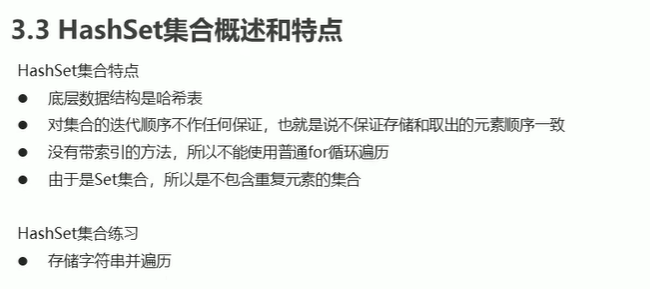 3.3 HashSet集合概述和特点
HashSet集合特点
● 底层数据结构是哈希表
● 对集合的迭代顺序不作任何保证，也就是说不保证存储和取出的元素顺序一致
● 没有带索引的方法，所以不能使用普通for循环遍历
● 由于是Set集合，所以是不包含重复元素的集合
HashSet集合练习
● 存储字符串并遍历